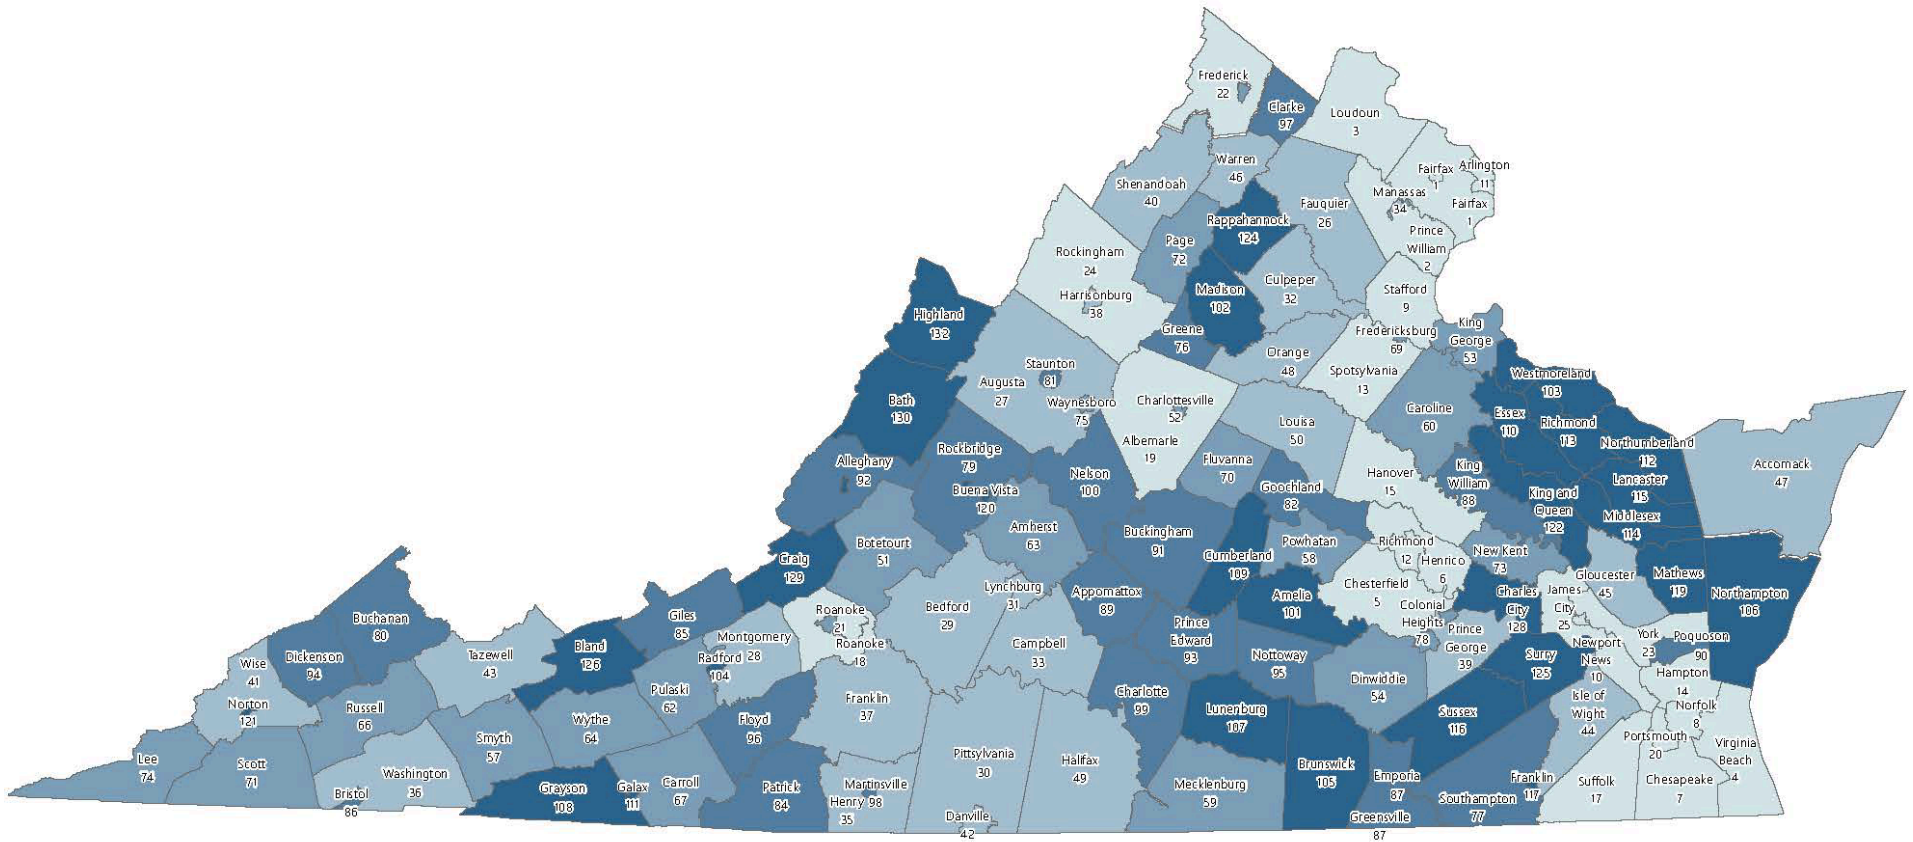 Frederick
22
Clarke
97
Loudoun
3
Warren
46
Fairfax
1
Arlington
11
Shenandoah
40
Manassas
34
Fairfax
1
Fauquier
26
Rappahannock
124
Page
72
Prince
William
2
Rockingham
24
Harrisonburg
38
Culpeper
32
Madison
102
Stafford
9
Highland
132
Greene
76
Fredericksburg
69
King
George
53
Orange
48
Spotsylvania
13
Staunton
81
Augusta
27
Waynesboro
75
Charlottesville
52
Albemarle
19
Westmoreland
103
Bath
130
Caroline
60
Essex
110
Richmond
113
Louisa
50
Northumberland
112
Rockbridge
79
Alleghany
92
Nelson
100
Fluvanna
70
Hanover
15
King
William
88
Lancaster
115
Accomack
47
Goochland
82
Buena Vista
120
King and
Queen
122
Middlesex
114
Amherst
63
Buckingham
91
Botetourt
51
Cumberland
109
Powhatan
58
Richmond
12
Henrico
6
New Kent
73
Craig
129
Gloucester
45
Mathews
119
Northampton
106
Lynchburg
31
Appomattox
89
Amelia
101
Chesterfield
5
Charles
City
128
James
City
25
Bedford
29
Roanoke
21
Roanoke
18
Colonial
Heights
78
Buchanan
80
Giles
85
Campbell
33
Prince
Edward
93
Prince
George
39
York
23
Poquoson
90
Newport
News
10
Montgomery
28
Bland
126
Tazewell
43
Dickenson
94
Wise
41
Radford
104
Nottoway
95
Surry
125
Hampton
14
Norton
121
Russell
66
Pulaski
62
Franklin
37
Charlotte
99
Dinwiddie
54
Isle of
Wight
44
Norfolk
8
Wythe
64
Floyd
96
Lunenburg
107
Sussex
116
Smyth
57
Portsmouth
20
Virginia
Beach
4
Lee
74
Scott
71
Washington
36
Pittsylvania
30
Halifax
49
Brunswick
105
Emporia
87
Franklin
117
Suffolk
17
Chesapeake
7
Bristol
86
Grayson
108
Galax
111
Carroll
67
Patrick
84
Martinsville
98
Henry
35
Mecklenburg
59
Southampton
77
Danville
42
Greensville
87